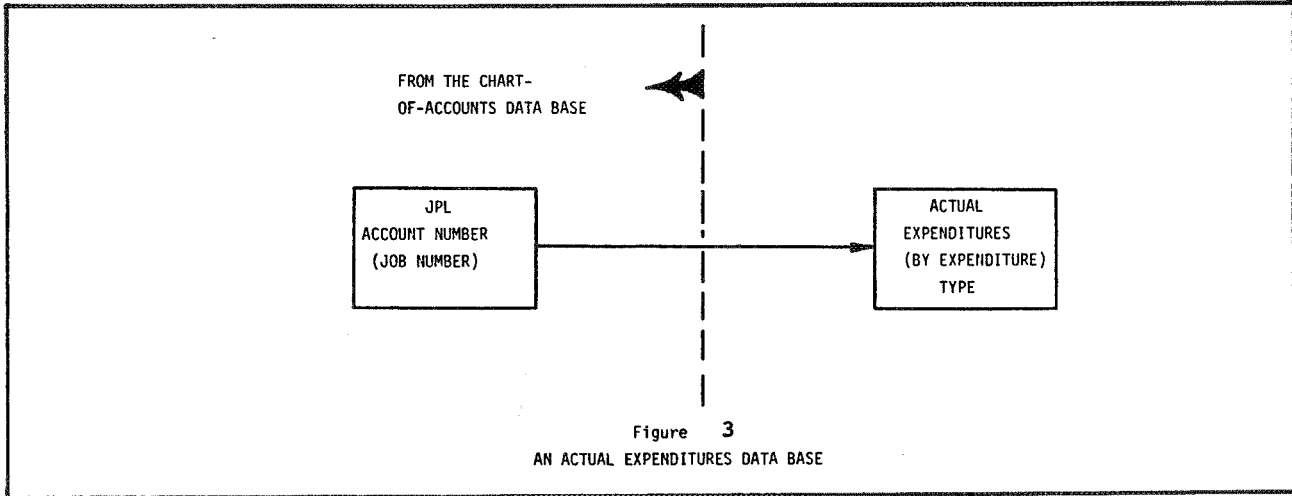 FROM THE CHART-
OF-ACCOUNTS DATA BASE
JPL
ACCOUNT NUMBER
(JOB NUMBER)
ACTUAL
EXPENDITURES
(BY EXPENDITURE)
TYPE
Figure 3
AN ACTUAL EXPENDITURES DATA BASE